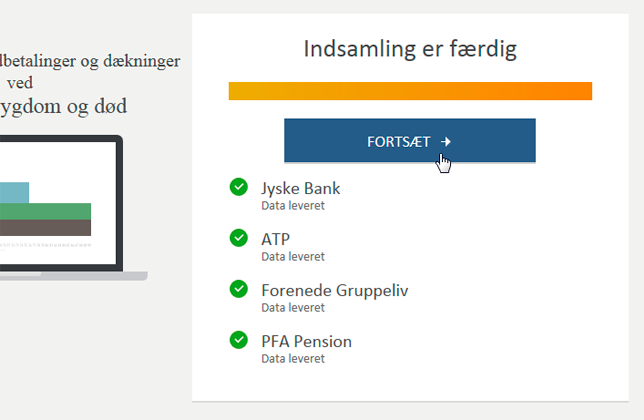 dbetalinger og dækninger
ved
ygdom og død
Indsamling er færdig
FORTSÆT
Jyske Bank
Data leveret
ATP
Data leveret
Forenede Gruppeliv
Data leveret
PFA Pension
Data leveret